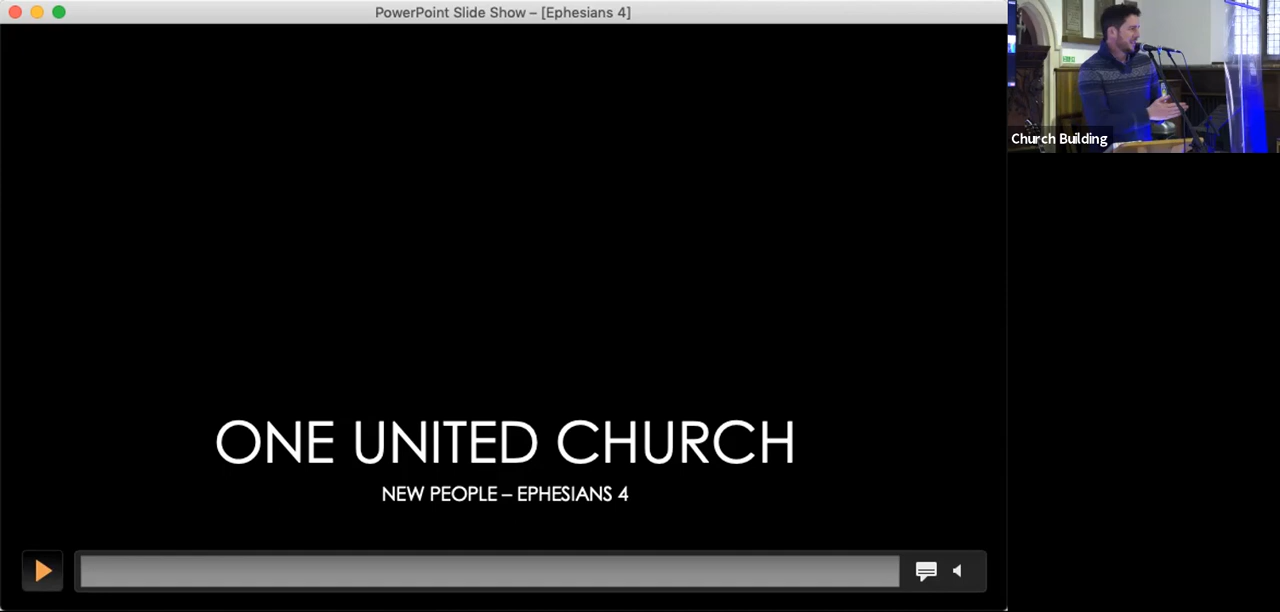 PowerPoint Slide Show – [Ephesians 4]
Church Building
ONE UNITED CHURCH
NEW PEOPLE – EPHESIANS 4